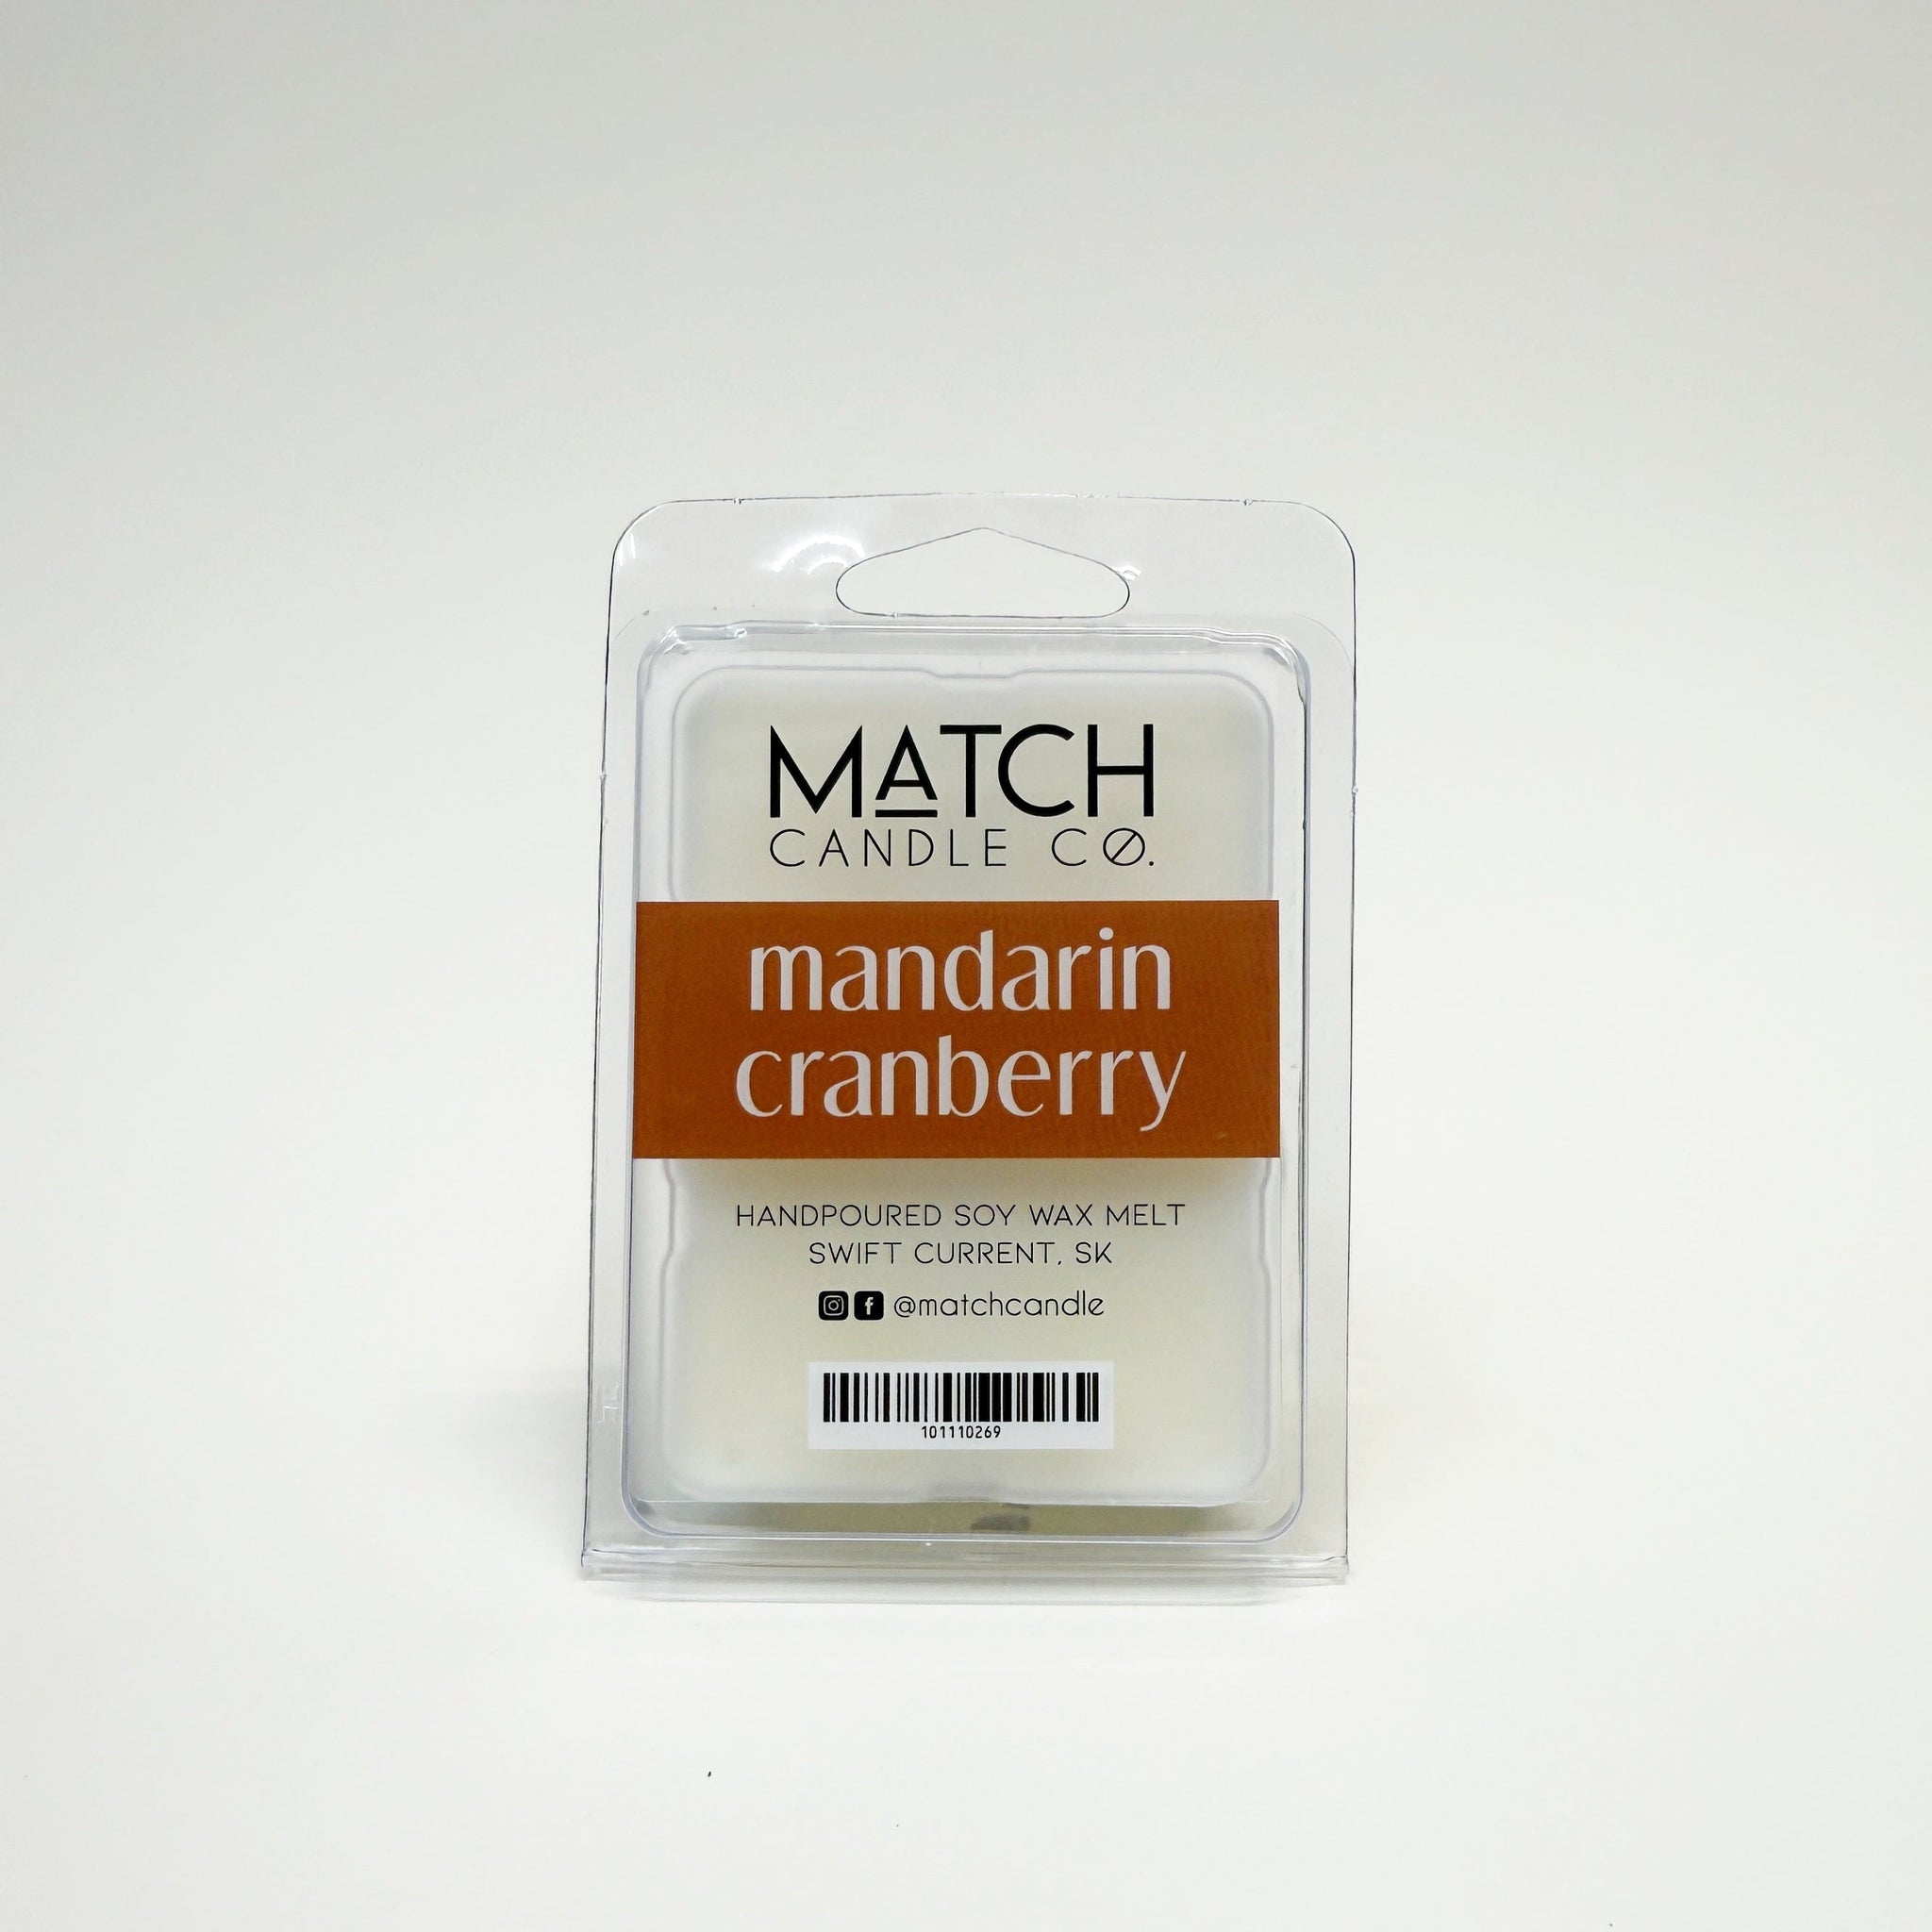 MATCH
CANDLE CO.
mandarin
cranberry
HANDPOURED SOY WAX MELT
SWIFT CURRENT, SK
@matchcandle
101110269